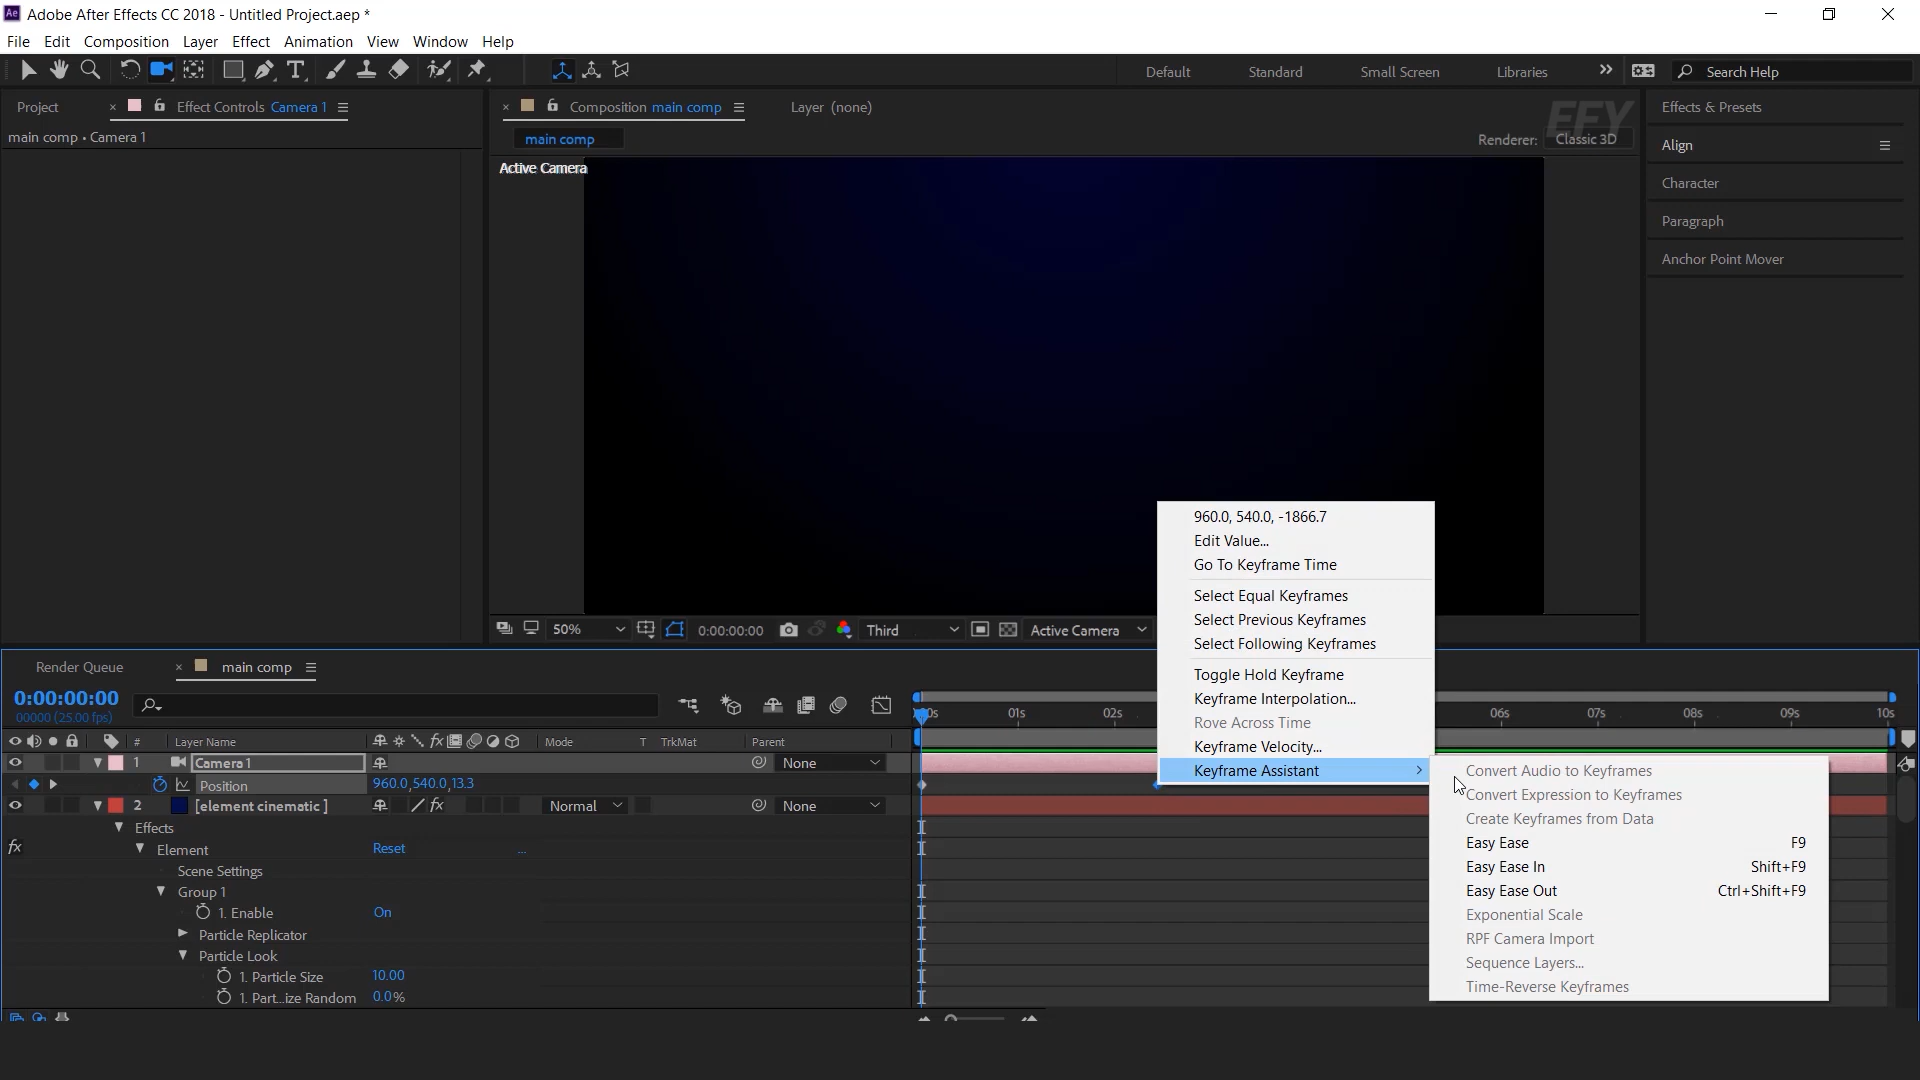 Ae Adobe After Effects CC 2018 - Untitled Project.aep *
File Edit Composition Layer Effect Animation View Window Help
Default Standard Small Screen Libraries Search Help
Project Effect Controls Camera 1
main comp • Camera 1
Composition main comp Layer (none)
main comp
EFY
Renderer: Classic 3D
Active Camera
Effects & Presets
Align
Character
Paragraph
Anchor Point Mover
50% 0:00:00:00 Third Active Camera
960.0, 540.0, -1866.7
Edit Value...
Go To Keyframe Time
Select Equal Keyframes
Select Previous Keyframes
Select Following Keyframes
Toggle Hold Keyframe
Keyframe Interpolation...
Rove Across Time
Keyframe Velocity...
Keyframe Assistant
Convert Audio to Keyframes
Convert Expression to Keyframes
Create Keyframes from Data
Easy Ease F9
Easy Ease In Shift+F9
Easy Ease Out Ctrl+Shift+F9
Exponential Scale
RPF Camera Import
Sequence Layers...
Time-Reverse Keyframes
Render Queue main comp
0:00:00:00
00000 (25.00 fps)
0s 01s 02s 06s 07s 08s 09s 10s
# Layer Name fx Mode T TrkMat Parent
1 Camera 1 None
Position 960.0,540.0,13.3
2 [element cinematic ] fx Normal None
Effects
fx Element Reset ...
Scene Settings
Group 1
1. Enable On
Particle Replicator
Particle Look
1. Particle Size 10.00
1. Part...ize Random 0.0%